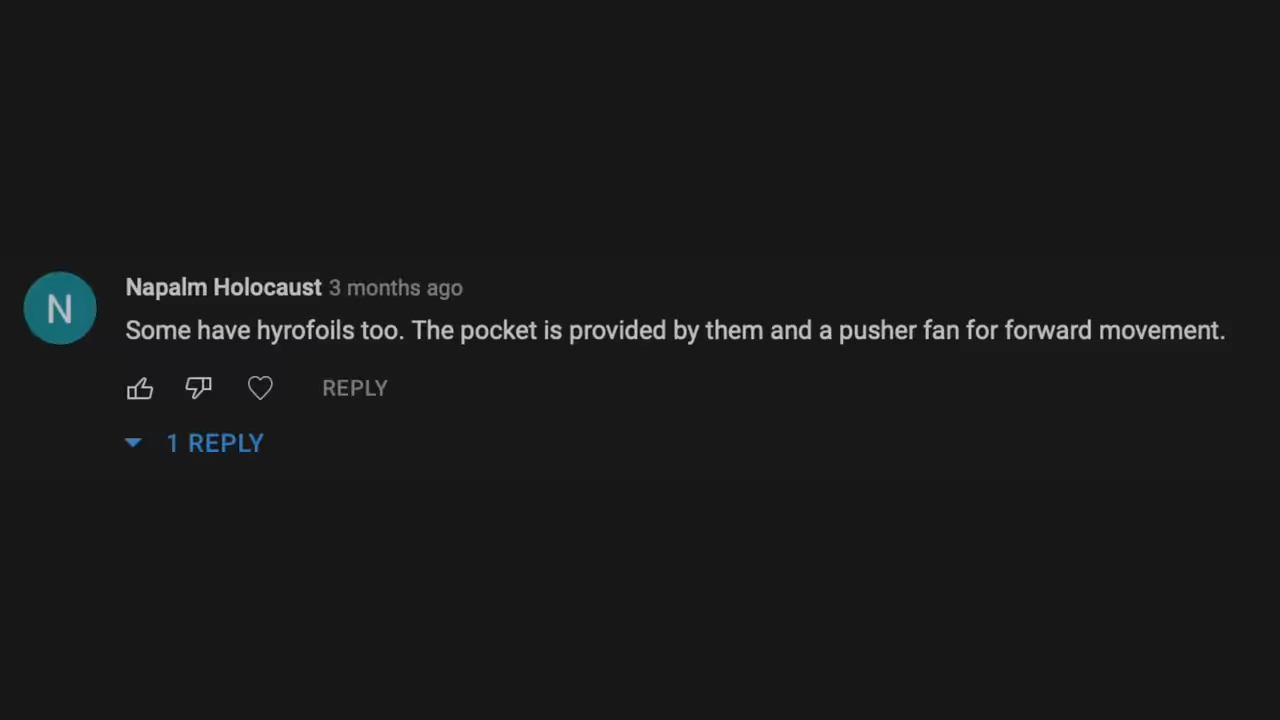 N
Napalm Holocaust 3 months ago
Some have hyrofoils too. The pocket is provided by them and a pusher fan for forward movement.
REPLY
1 REPLY